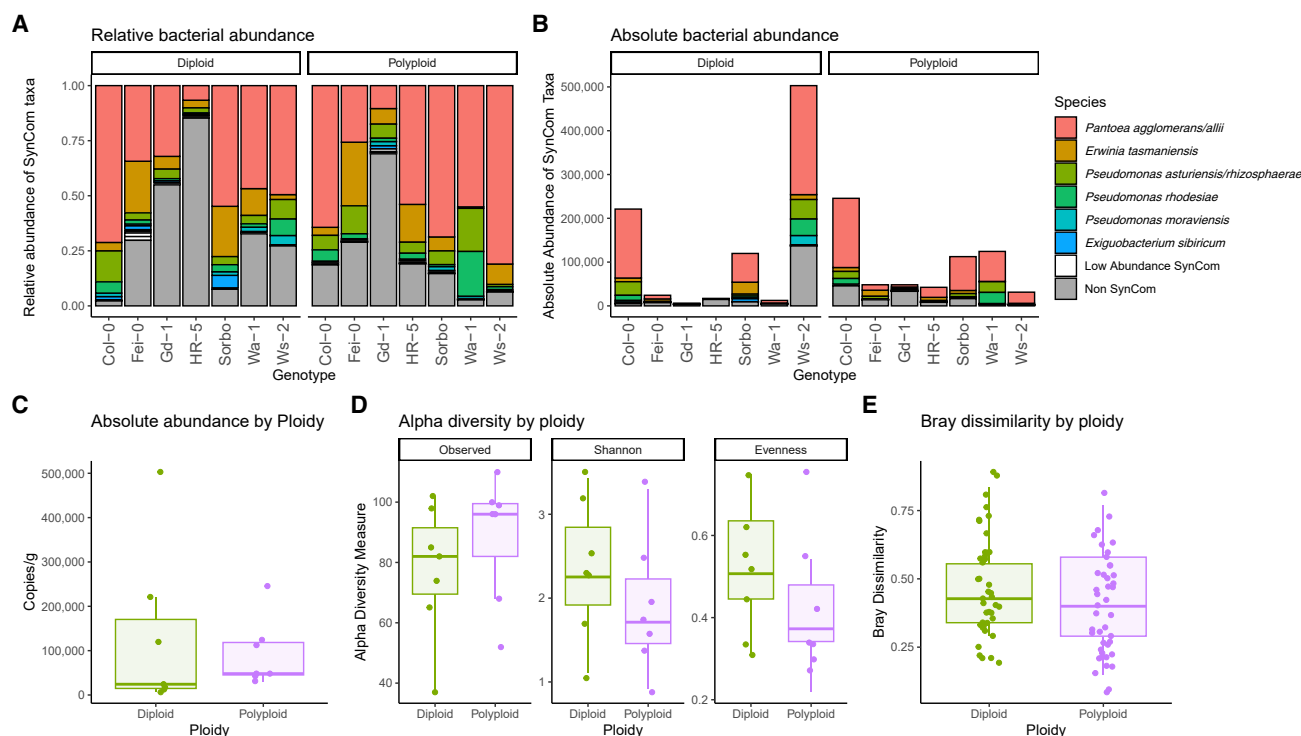 A
Relative bacterial abundance
Diploid
Polyploid
Relative abundance of SynCom taxa
1.00
0.75
0.50
0.25
0.00
Col-0
Fei-0
Gd-1
HR-5
Sorbo
Wa-1
Ws-2
Col-0
Fei-0
Gd-1
HR-5
Sorbo
Wa-1
Ws-2
Genotype
B
Absolute bacterial abundance
Diploid
Polyploid
Absolute Abundance of SynCom Taxa
500,000
400,000
300,000
200,000
100,000
0
Col-0
Fei-0
Gd-1
HR-5
Sorbo
Wa-1
Ws-2
Col-0
Fei-0
Gd-1
HR-5
Sorbo
Wa-1
Ws-2
Genotype
Species
Pantoea agglomerans/allii
Erwinia tasmaniensis
Pseudomonas asturiensis/rhizosphaerae
Pseudomonas rhodesiae
Pseudomonas moraviensis
Exiguobacterium sibiricum
Low Abundance SynCom
Non SynCom
C
Absolute abundance by Ploidy
Copies/g
500,000
400,000
300,000
200,000
100,000
0
Diploid
Polyploid
Ploidy
D
Alpha diversity by ploidy
Observed
Shannon
Evenness
Alpha Diversity Measure
100
80
60
40
3
2
1
0.6
0.4
0.2
Diploid
Polyploid
Diploid
Polyploid
Diploid
Polyploid
Ploidy
E
Bray dissimilarity by ploidy
Bray Dissimilarity
0.75
0.50
0.25
Diploid
Polyploid
Ploidy